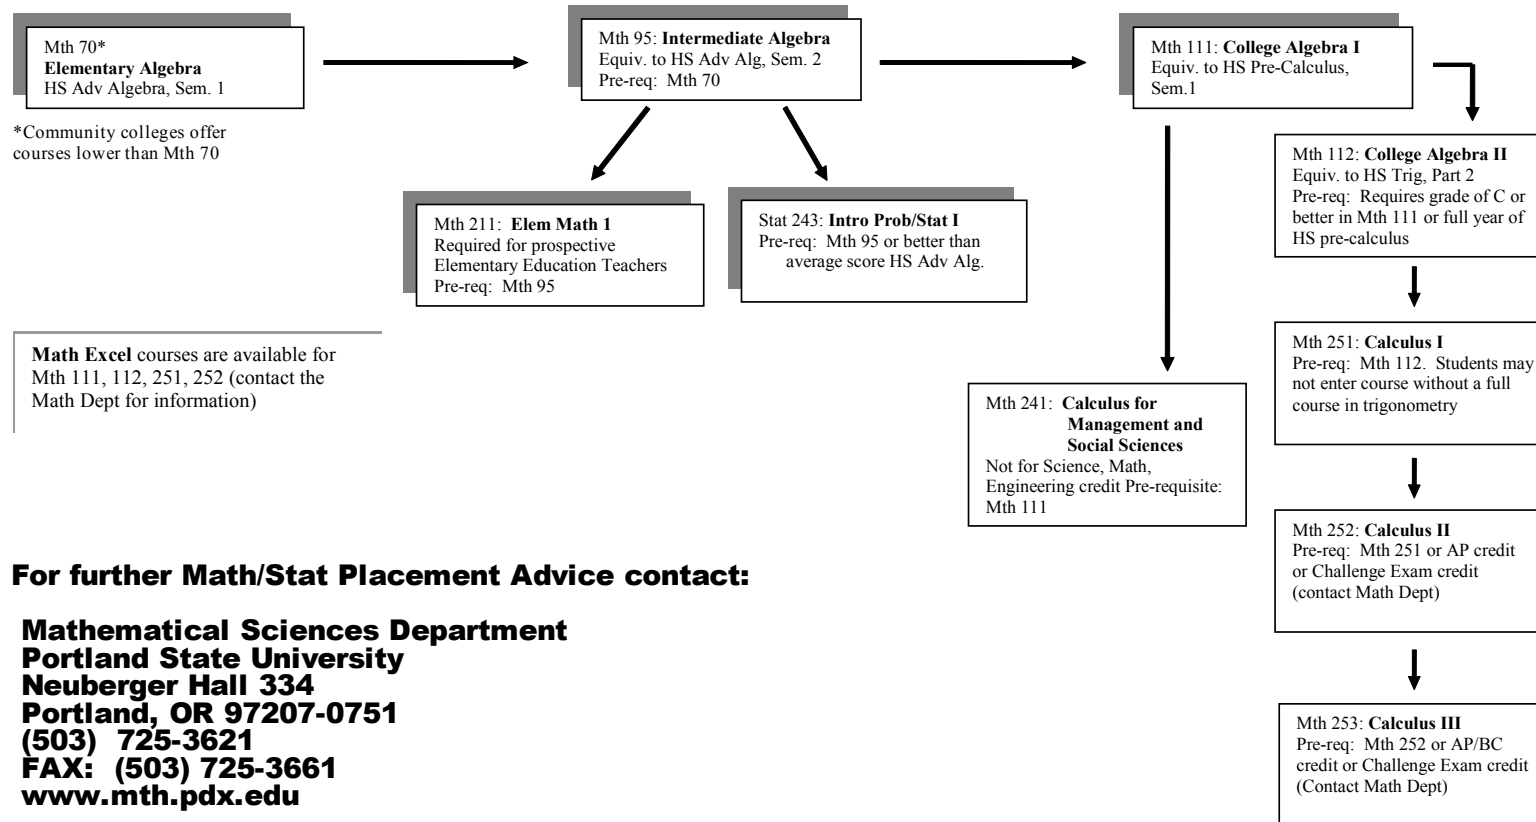 Mth 70*
Elementary Algebra
HS Adv Algebra, Sem. 1
*Community colleges offer
courses lower than Mth 70
Mth 95: Intermediate Algebra
Equiv. to HS Adv Alg, Sem. 2
Pre-req:  Mth 70
Mth 111: College Algebra I
Equiv. to HS Pre-Calculus,
Sem.1
Mth 112: College Algebra II
Equiv. to HS Trig, Part 2
Pre-req:  Requires grade of C or
better in Mth 111 or full year of
HS pre-calculus
Mth 211:  Elem Math 1
Required for prospective
Elementary Education Teachers
Pre-req:  Mth 95
Stat 243: Intro Prob/Stat I
Pre-req:  Mth 95 or better than
average score HS Adv Alg.
Math Excel courses are available for
Mth 111, 112, 251, 252 (contact the
Math Dept for information)
Mth 251: Calculus I
Pre-req:  Mth 112.  Students may
not enter course without a full
course in trigonometry
Mth 241:  Calculus for
Management and
Social Sciences
Not for Science, Math,
Engineering credit Pre-requisite:
Mth 111
Mth 252: Calculus II
Pre-req:  Mth 251 or AP credit
or Challenge Exam credit
(contact Math Dept)
Mth 253: Calculus III
Pre-req:  Mth 252 or AP/BC
credit or Challenge Exam credit
(Contact Math Dept)
For further Math/Stat Placement Advice contact:
Mathematical Sciences Department
Portland State University
Neuberger Hall 334
Portland, OR 97207-0751
(503)  725-3621
FAX:  (503) 725-3661
www.mth.pdx.edu